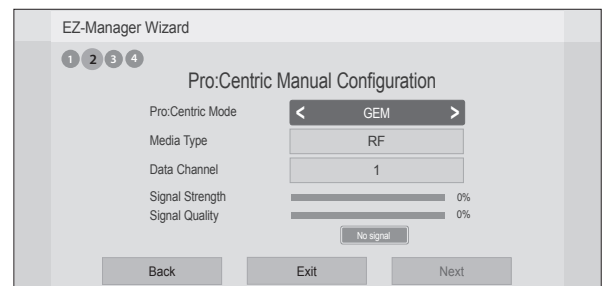 EZ-Manager Wizard
1 2 3 4
Pro:Centric Manual Configuration
Pro:Centric Mode < GEM >
Media Type RF
Data Channel 1
Signal Strength 0%
Signal Quality 0%
No signal
Back Exit Next